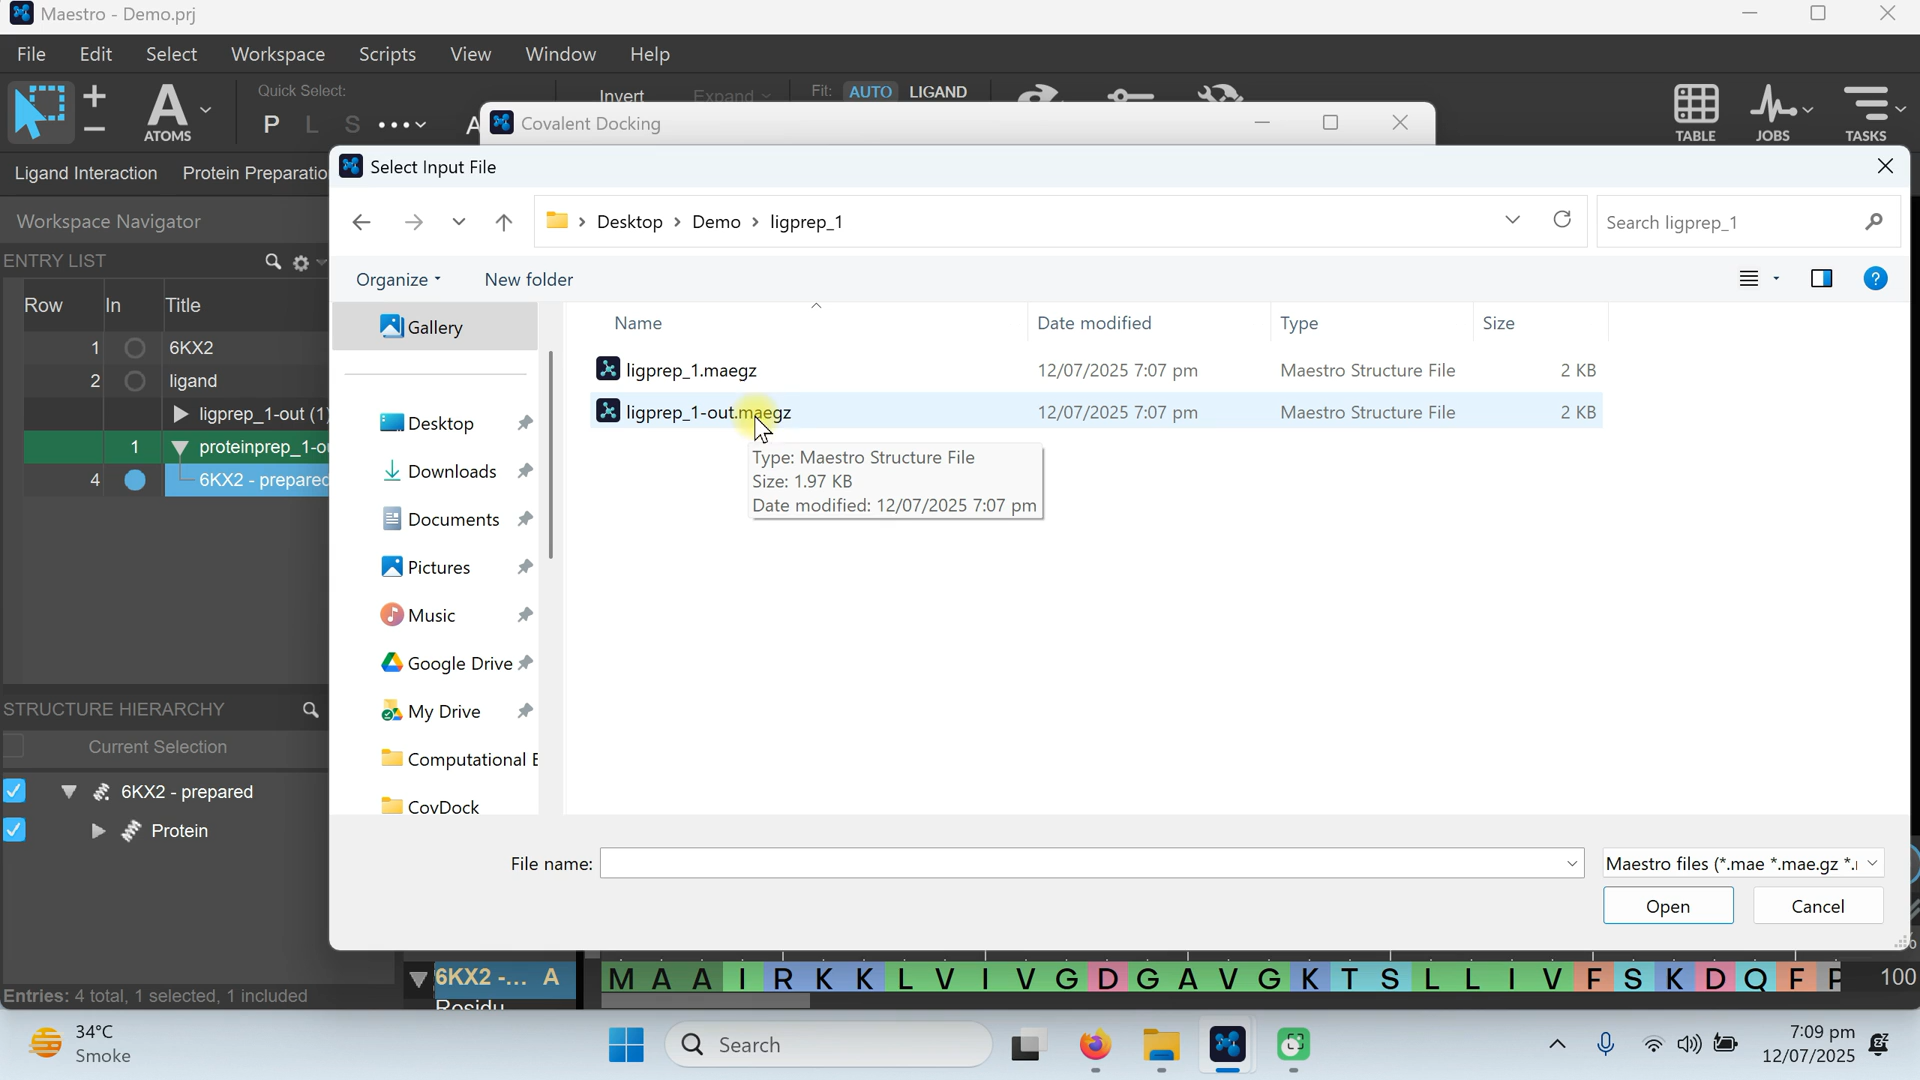 Maestro - Demo.prj
File Edit Select Workspace Scripts View Window Help
Quick Select:
Invert Expand
Fit: AUTO LIGAND
A
ATOMS
P L S
TABLE JOBS TASKS
Covalent Docking
Ligand Interaction Protein Preparatio
Select Input File
Workspace Navigator
Desktop > Demo > ligprep_1
Search ligprep_1
ENTRY LIST
Organize New folder
Row In Title
1 6KX2
2 ligand
ligprep_1-out (1)
1 proteinprep_1-o
4 6KX2 - prepared
Gallery
Desktop
Downloads
Documents
Pictures
Music
Google Drive
My Drive
Computational E
CovDock
Name Date modified Type Size
ligprep_1.maegz 12/07/2025 7:07 pm Maestro Structure File 2 KB
ligprep_1-out.maegz 12/07/2025 7:07 pm Maestro Structure File 2 KB
Type: Maestro Structure File
Size: 1.97 KB
Date modified: 12/07/2025 7:07 pm
STRUCTURE HIERARCHY
Current Selection
6KX2 - prepared
Protein
File name:
Maestro files (*.mae *.mae.gz *.
Open Cancel
6KX2 -... A M A A I R K K L V I V G D G A V G K T S L L I V F S K D Q F P 100
Entries: 4 total, 1 selected, 1 included
Residu
34°C
Smoke
Search
7:09 pm
12/07/2025